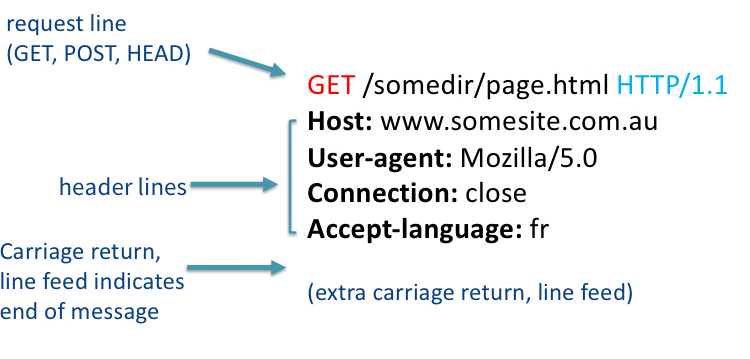 request line
(GET, POST, HEAD)
GET /somedir/page.html HTTP/1.1
Host: www.somesite.com.au
User-agent: Mozilla/5.0
Connection: close
Accept-language: fr
header lines
Carriage return,
line feed indicates
end of message
(extra carriage return, line feed)